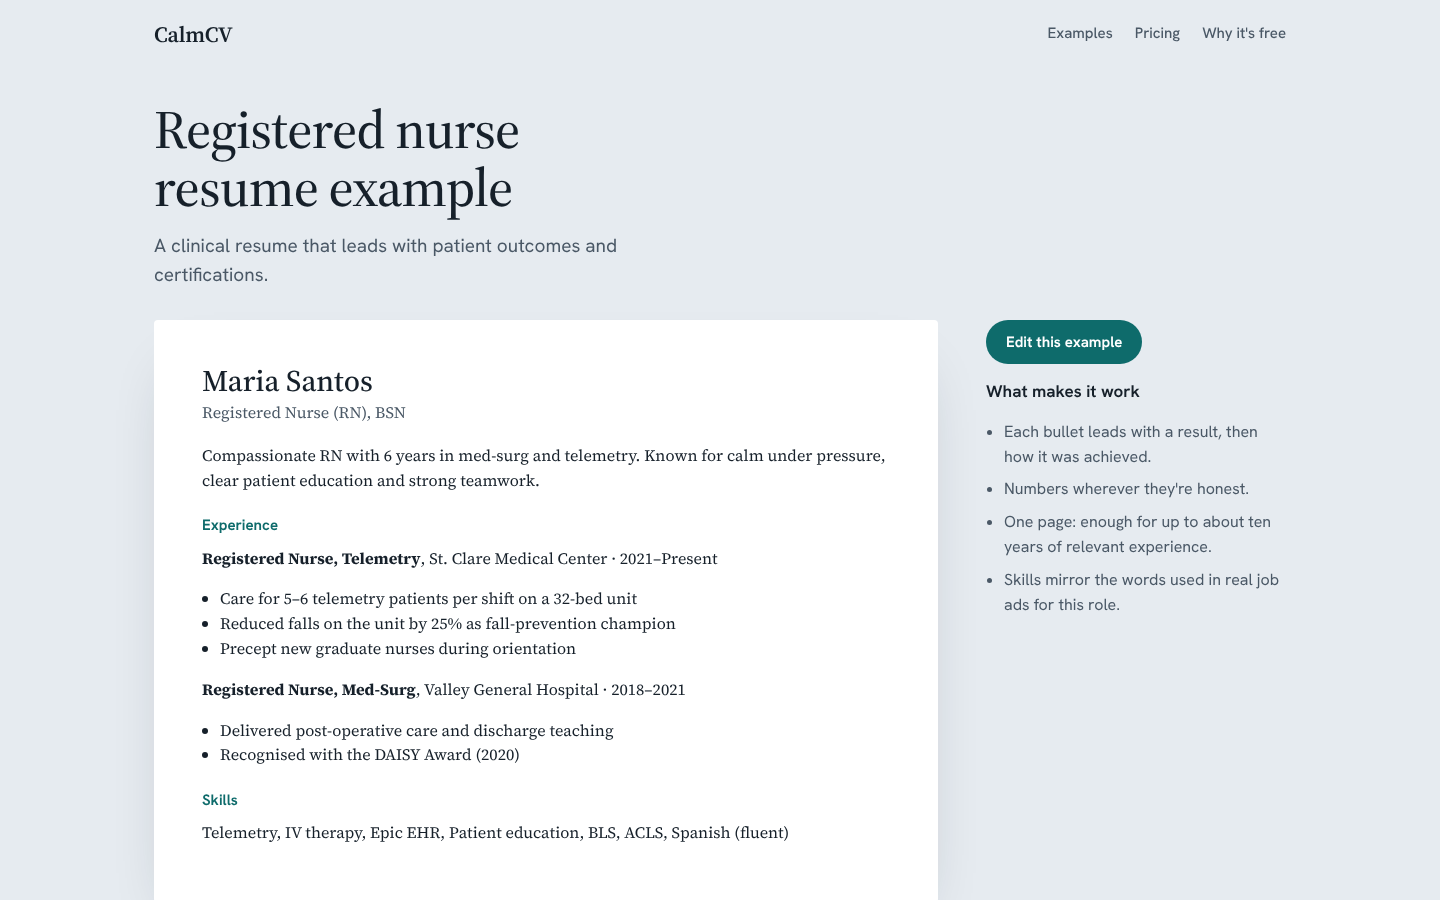 CalmCV
Examples
Pricing
Why it's free
Registered nurse
resume example
A clinical resume that leads with patient outcomes and
certifications.
Maria Santos
Registered Nurse (RN), BSN
Compassionate RN with 6 years in med-surg and telemetry. Known for calm under pressure,
clear patient education and strong teamwork.
Experience
Registered Nurse, Telemetry, St. Clare Medical Center · 2021–Present
Care for 5–6 telemetry patients per shift on a 32-bed unit
Reduced falls on the unit by 25% as fall-prevention champion
Precept new graduate nurses during orientation
Registered Nurse, Med-Surg, Valley General Hospital · 2018–2021
Delivered post-operative care and discharge teaching
Recognised with the DAISY Award (2020)
Skills
Telemetry, IV therapy, Epic EHR, Patient education, BLS, ACLS, Spanish (fluent)
Edit this example
What makes it work
Each bullet leads with a result, then
how it was achieved.
Numbers wherever they're honest.
One page: enough for up to about ten
years of relevant experience.
Skills mirror the words used in real job
ads for this role.